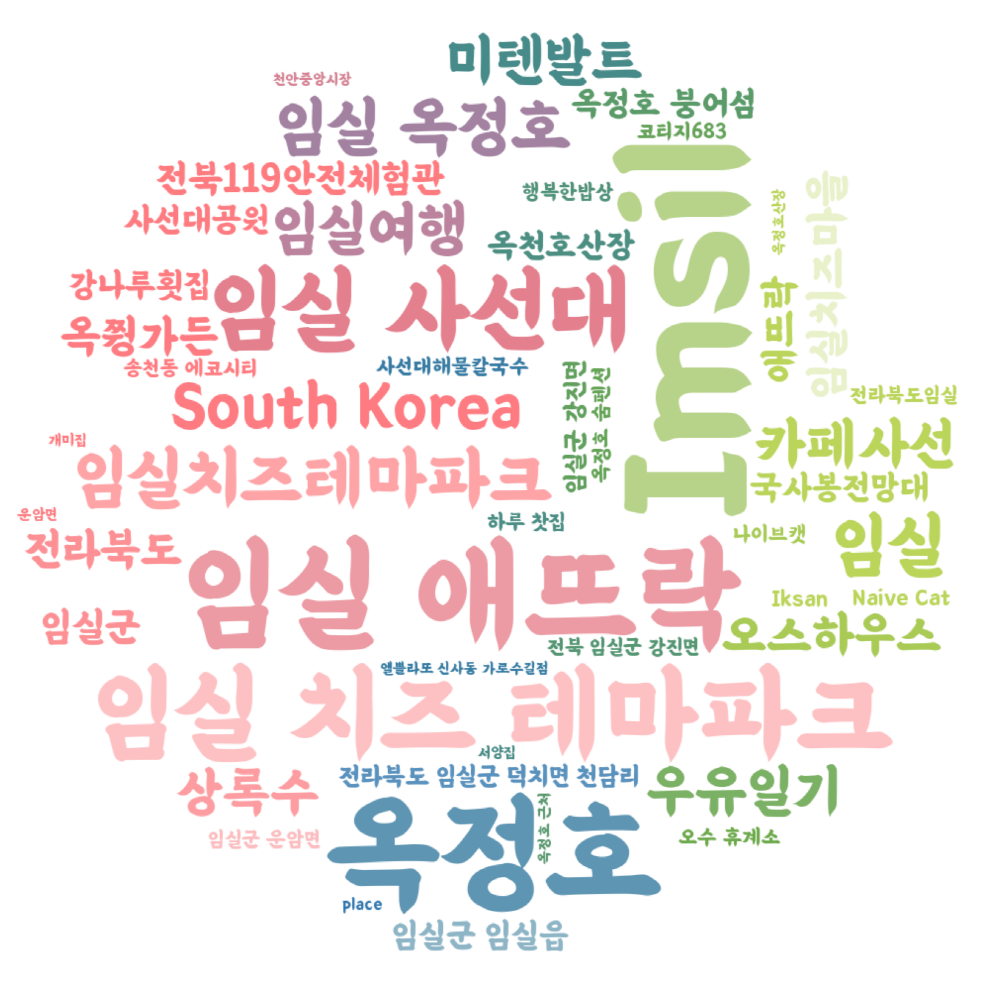 미텐발트
천안중앙시장
임실 옥정호
옥정호 붕어섬
코티지683
전북119안전체험관
행복한밥상
Imsil
옥정호산장
임실치즈마을
사선대공원
임실여행
옥천호산장
강나루횟집
임실 사선대
애뜨락
옥쮱가든
송천동 에코시티
사선대해물칼국수
임실군 강진면
옥정호 숨펜션
전라북도임실
South Korea
개미집
카페사선
임실치즈테마파크
국사봉전망대
운암면
하루 찻집
전라북도
나이브캣
임실
임실 애뜨락
Iksan
Naive Cat
임실군
오스하우스
전북 임실군 강진면
엘쁠라또 신사동 가로수길점
임실 치즈 테마파크
서양집
상록수
전라북도 임실군 덕치면 천담리
우유일기
옥정호
옥정호 근처
임실군 운암면
오수 휴게소
place
임실군 임실읍